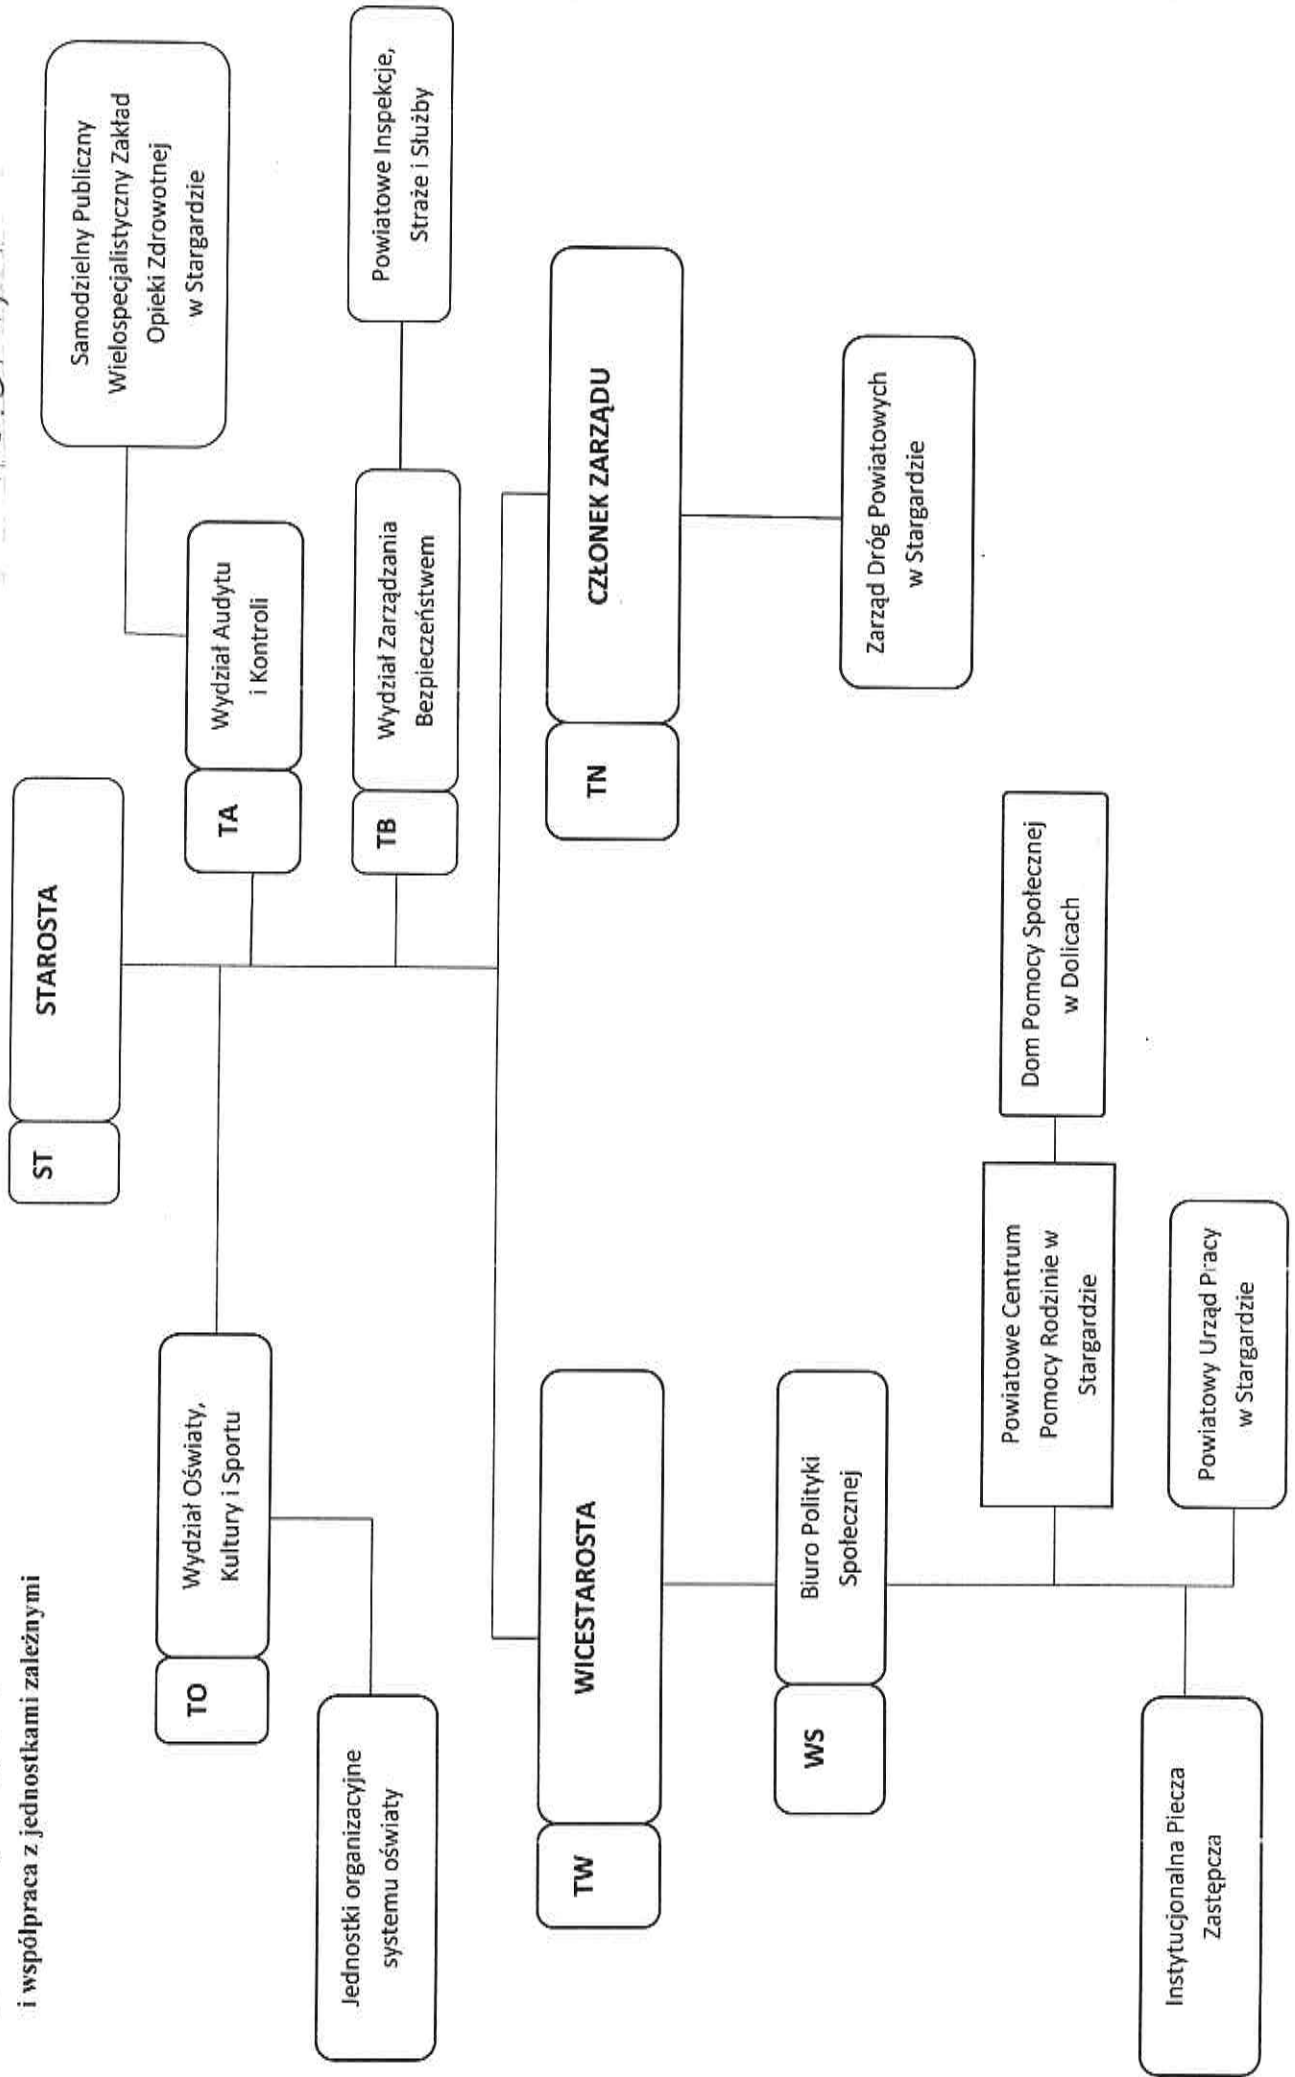 i współpraca z jednostkami zależnymi
ST
STAROSTA
TO
Wydział Oświaty,
Kultury i Sportu
TA
Wydział Audytu
i Kontroli
Samodzielny Publiczny
Wielospecjalistyczny Zakład
Opieki Zdrowotnej
w Stargardzie
Jednostki organizacyjne
systemu oświaty
TB
Wydział Zarządzania
Bezpieczeństwem
Powiatowe Inspekcje,
Straże i Służby
TW
WICESTAROSTA
TN
CZŁONEK ZARZĄDU
WS
Biuro Polityki
Społecznej
Zarząd Dróg Powiatowych
w Stargardzie
Powiatowe Centrum
Pomocy Rodzinie w
Stargardzie
Dom Pomocy Społecznej
w Dolicach
Instytucjonalna Piecza
Zastępcza
Powiatowy Urząd Pracy
w Stargardzie